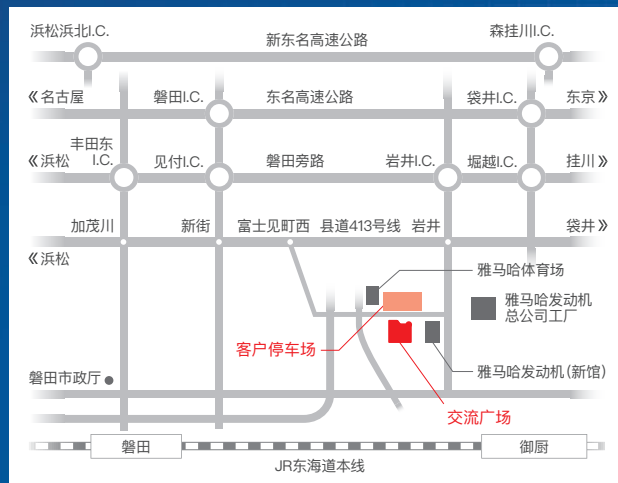 浜松浜北I.C.
森掛川I.C.
新东名高速公路
《名古屋
磐田I.C.
东名高速公路
袋井I.C.
东京》
丰田东
I.C.
《浜松
见付I.C.
磐田旁路
岩井I.C.
堀越I.C.
挂川》
加茂川
新街
富士见町西
县道413号线
岩井
袋井》
《浜松
雅马哈体育场
雅马哈发动机
总公司工厂
客户停车场
雅马哈发动机(新馆)
磐田市政厅
交流广场
磐田
御厨
JR东海道本线